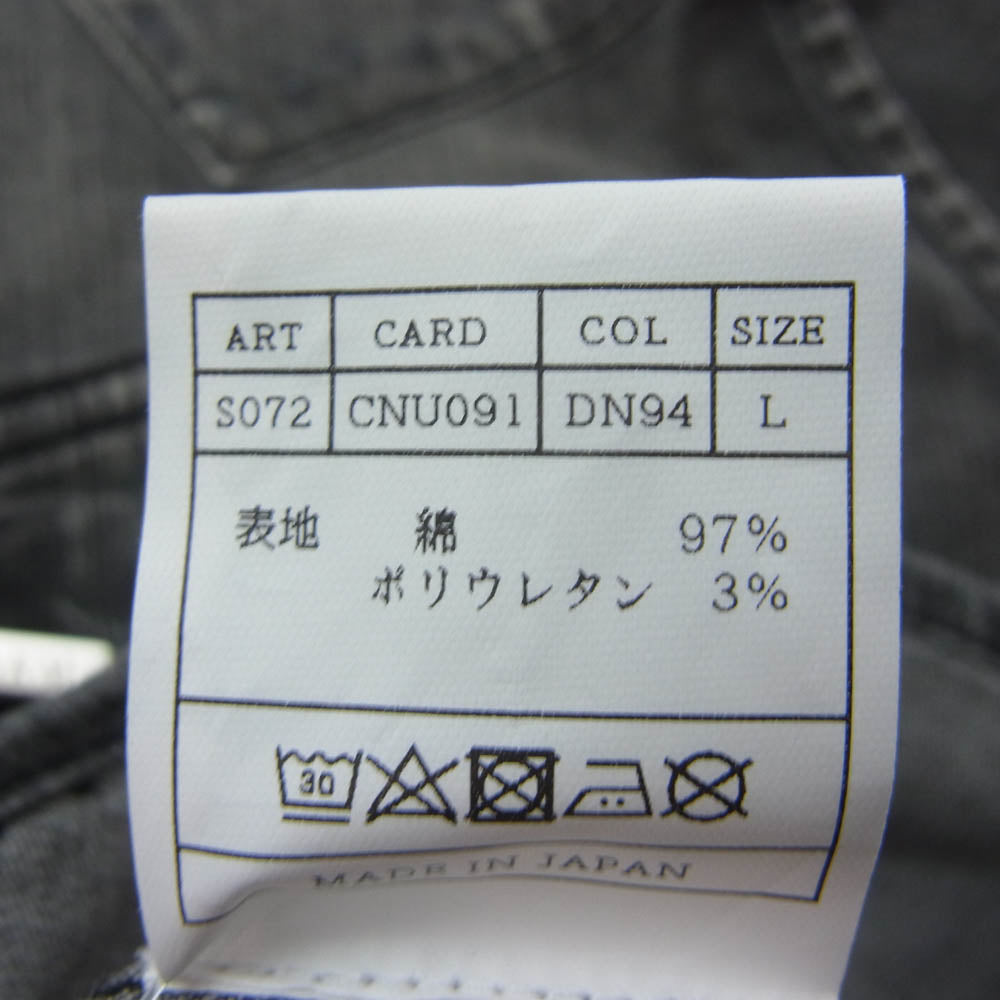 ART CARD COL SIZE
S072 CNU091 DN94 L
表地 綿 97%
ポリウレタン 3%
30
MADE IN JAPAN